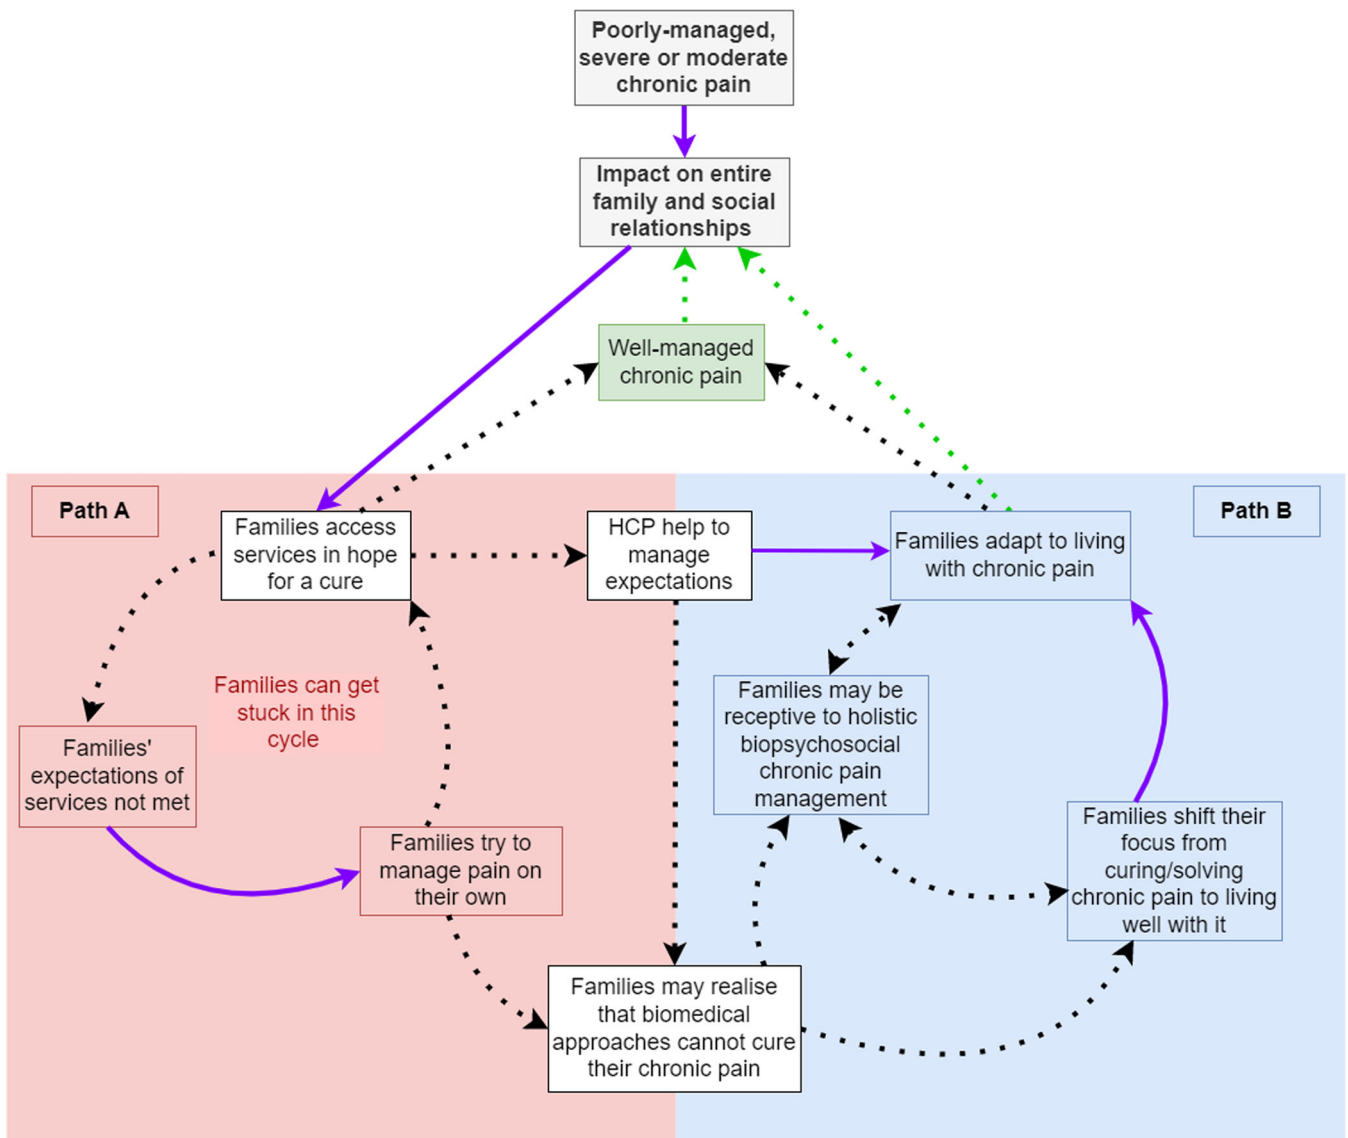 Poorly-managed,
severe or moderate
chronic pain
Impact on entire
family and social
relationships
Well-managed
chronic pain
Path A
Path B
Families access
services in hope
for a cure
HCP help to
manage
expectations
Families adapt to living
with chronic pain
Families can get
stuck in this
cycle
Families may be
receptive to holistic
biopsychosocial
chronic pain
management
Families'
expectations of
services not met
Families try to
manage pain on
their own
Families shift their
focus from
curing/solving
chronic pain to living
well with it
Families may realise
that biomedical
approaches cannot cure
their chronic pain